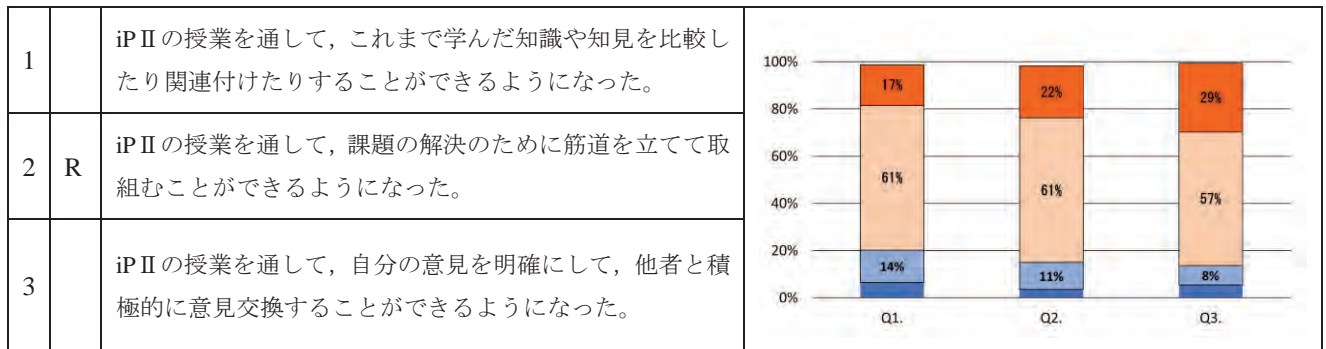 1
iPⅡの授業を通して，これまで学んだ知識や知見を比較し
たり関連付けたりすることができるようになった。
2
R
iPⅡの授業を通して，課題の解決のために筋道を立てて取
組むことができるようになった。
3
iPⅡの授業を通して，自分の意見を明確にして，他者と積
極的に意見交換することができるようになった。
100%
80%
60%
40%
20%
0%
17%
61%
14%
22%
61%
11%
29%
57%
8%
Q1.
Q2.
Q3.